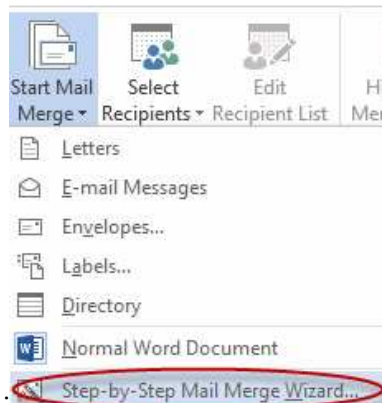 Start Mail Select Edit H
Merge Recipients Recipient List Mer
Letters
E-mail Messages
Envelopes...
Labels...
Directory
Normal Word Document
. Step-by-Step Mail Merge Wizard...